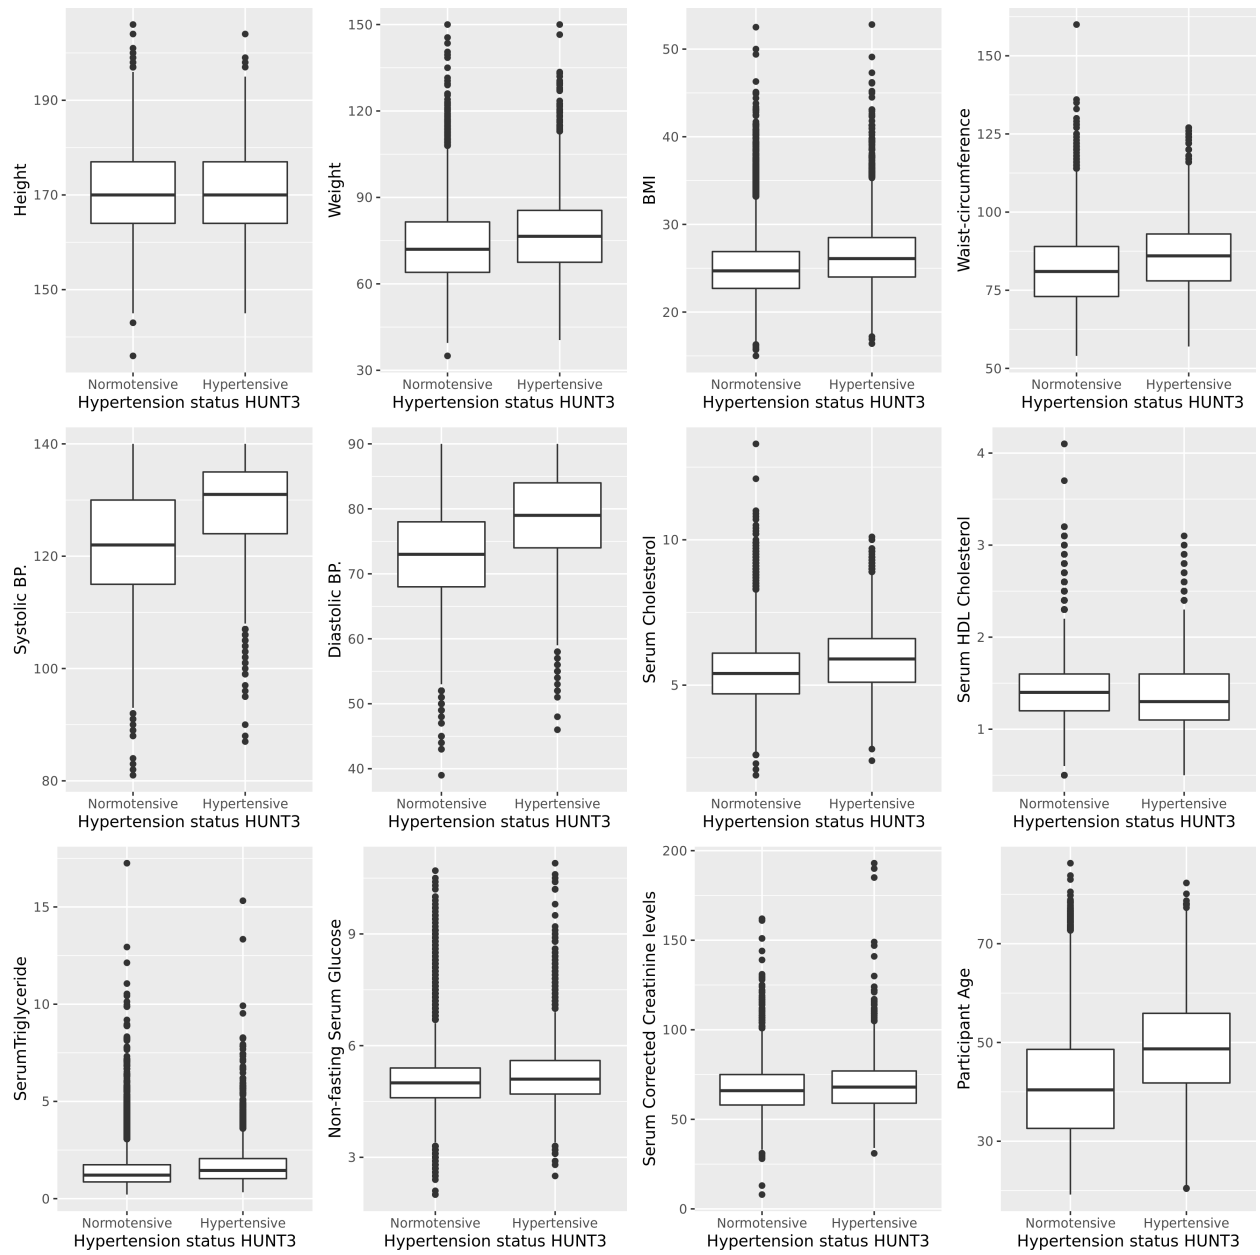 Height
190
170
150
Normotensive Hypertensive
Hypertension status HUNT3
Weight
150
120
90
60
30
Normotensive Hypertensive
Hypertension status HUNT3
BMI
50
40
30
20
Normotensive Hypertensive
Hypertension status HUNT3
Waist-circumference
150
125
100
75
50
Normotensive Hypertensive
Hypertension status HUNT3
Systolic BP.
140
120
100
80
Normotensive Hypertensive
Hypertension status HUNT3
Diastolic BP.
90
80
70
60
50
40
Normotensive Hypertensive
Hypertension status HUNT3
Serum Cholesterol
10
5
Normotensive Hypertensive
Hypertension status HUNT3
Serum HDL Cholesterol
4
3
2
1
Normotensive Hypertensive
Hypertension status HUNT3
SerumTriglyceride
15
10
5
0
Normotensive Hypertensive
Hypertension status HUNT3
Non-fasting Serum Glucose
9
6
3
Normotensive Hypertensive
Hypertension status HUNT3
Serum Corrected Creatinine levels
200
150
100
50
0
Normotensive Hypertensive
Hypertension status HUNT3
Participant Age
70
50
30
Normotensive Hypertensive
Hypertension status HUNT3